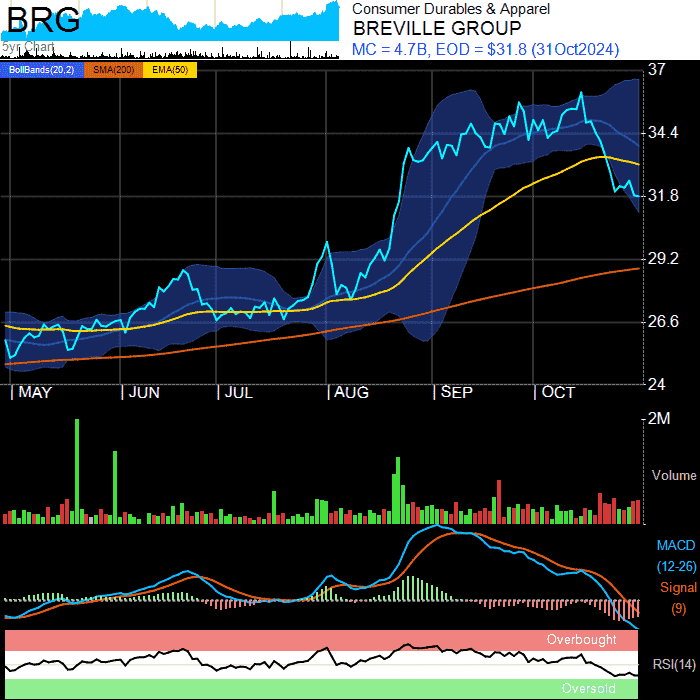 BRG
5yr Chart
Consumer Durables & Apparel
BREVILLE GROUP
MC = 4.7B, EOD = $31.8 (31Oct2024)
BollBands(20,2) SMA(200) EMA(50)
37
34.4
31.8
29.2
26.6
24
MAY JUN JUL AUG SEP OCT
2M
Volume
MACD
(12-26)
Signal
(9)
Overbought
RSI(14)
Oversold